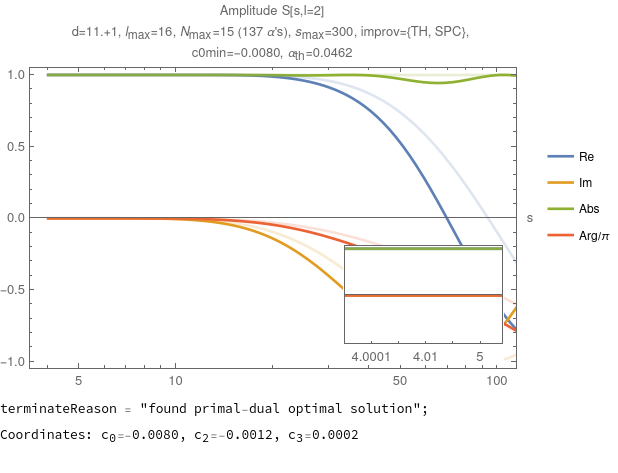 Amplitude S[s,l=2]
d=11.+1, lmax=16, Nmax=15 (137 α's), smax=300, improv={TH, SPC},
c0min=-0.0080, αth=0.0462
1.0
0.5
0.0
-0.5
-1.0
s
Re
Im
Abs
Arg/π
4.0001 4.01 5
5 10 50 100
terminateReason = "found primal-dual optimal solution";
Coordinates: c0=-0.0080, c2=-0.0012, c3=0.0002